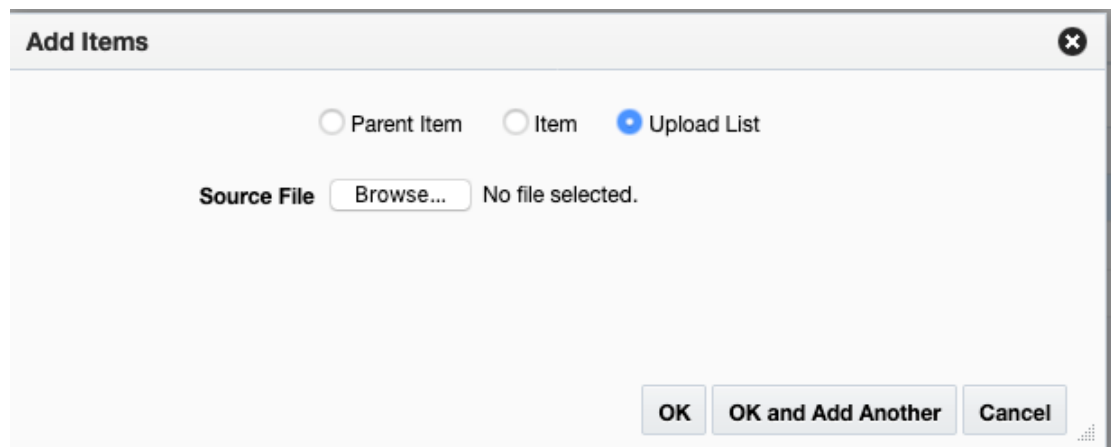 Add Items
Parent Item Item Upload List
Source File Browse... No file selected.
OK OK and Add Another Cancel